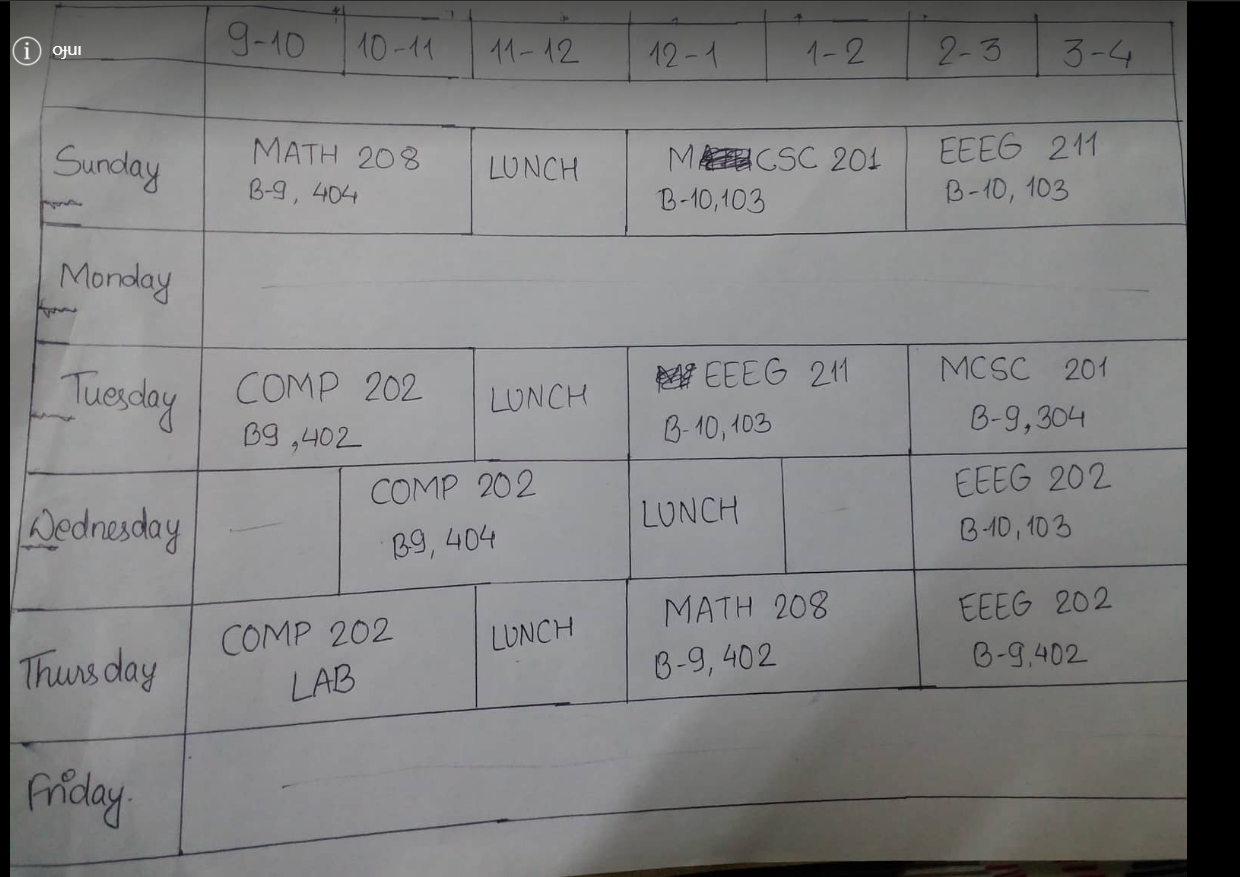 9-10 10-11 11-12 12-1 1-2 2-3 3-4
Sunday MATH 208 LUNCH MCSC 201 EEEG 211
B-9, 404 B-10,103 B-10, 103
Monday
Tuesday COMP 202 LUNCH EEEG 211 MCSC 201
B9 ,402 B-10,103 B-9,304
Wednesday COMP 202 LUNCH EEEG 202
B9, 404 B-10,103
Thursday COMP 202 LUNCH MATH 208 EEEG 202
LAB B-9,402 B-9,402
Friday.